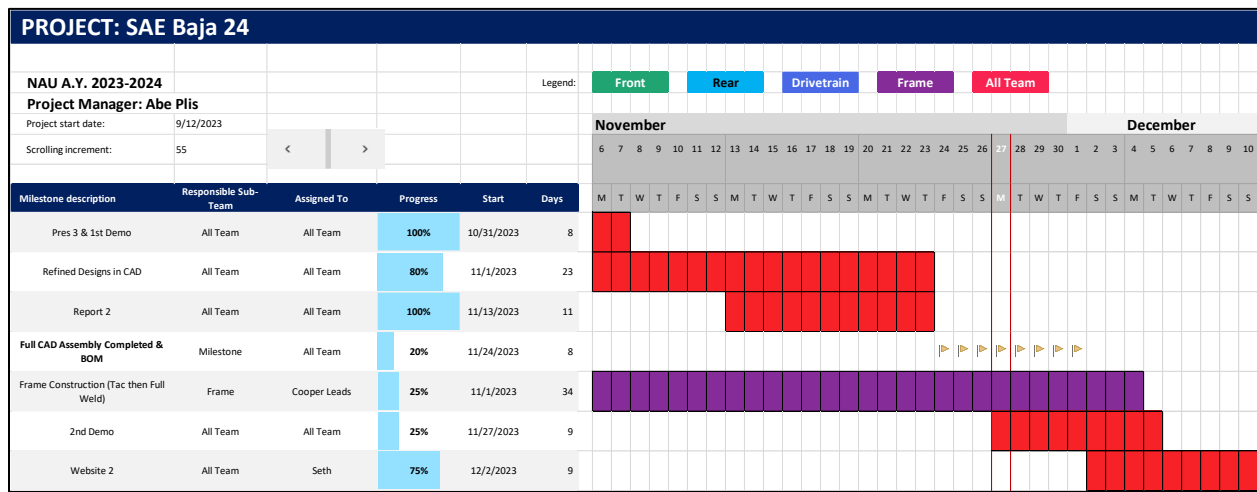 PROJECT: SAE Baja 24
NAU A.Y. 2023-2024
Legend: Front Rear Drivetrain Frame All Team
Project Manager: Abe Plis
Project start date: 9/12/2023
November December
Scrolling increment: 55
6 7 8 9 10 11 12 13 14 15 16 17 18 19 20 21 22 23 24 25 26 27 28 29 30 1 2 3 4 5 6 7 8 9 10
Milestone description Responsible Sub-Team Assigned To Progress Start Days M T W T F S S M T W T F S S M T W T F S S M T W T F S S M T W T F S S
Pres 3 & 1st Demo All Team All Team 100% 10/31/2023 8
Refined Designs in CAD All Team All Team 80% 11/1/2023 23
Report 2 All Team All Team 100% 11/13/2023 11
Full CAD Assembly Completed & BOM Milestone All Team 20% 11/24/2023 8
Frame Construction (Tac then Full Weld) Frame Cooper Leads 25% 11/1/2023 34
2nd Demo All Team All Team 25% 11/27/2023 9
Website 2 All Team Seth 75% 12/2/2023 9